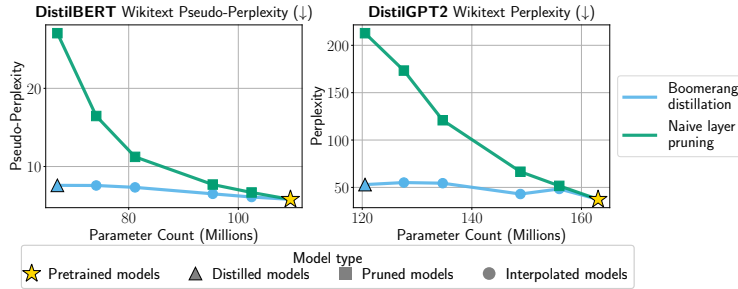 DistilBERT Wikitext Pseudo-Perplexity (↓)
DistilGPT2 Wikitext Perplexity (↓)
Pseudo-Perplexity
20
10
80
100
Parameter Count (Millions)
Perplexity
200
150
100
50
120
140
160
Parameter Count (Millions)
Boomerang
distillation
Naive layer
pruning
Model type
Pretrained models
Distilled models
Pruned models
Interpolated models